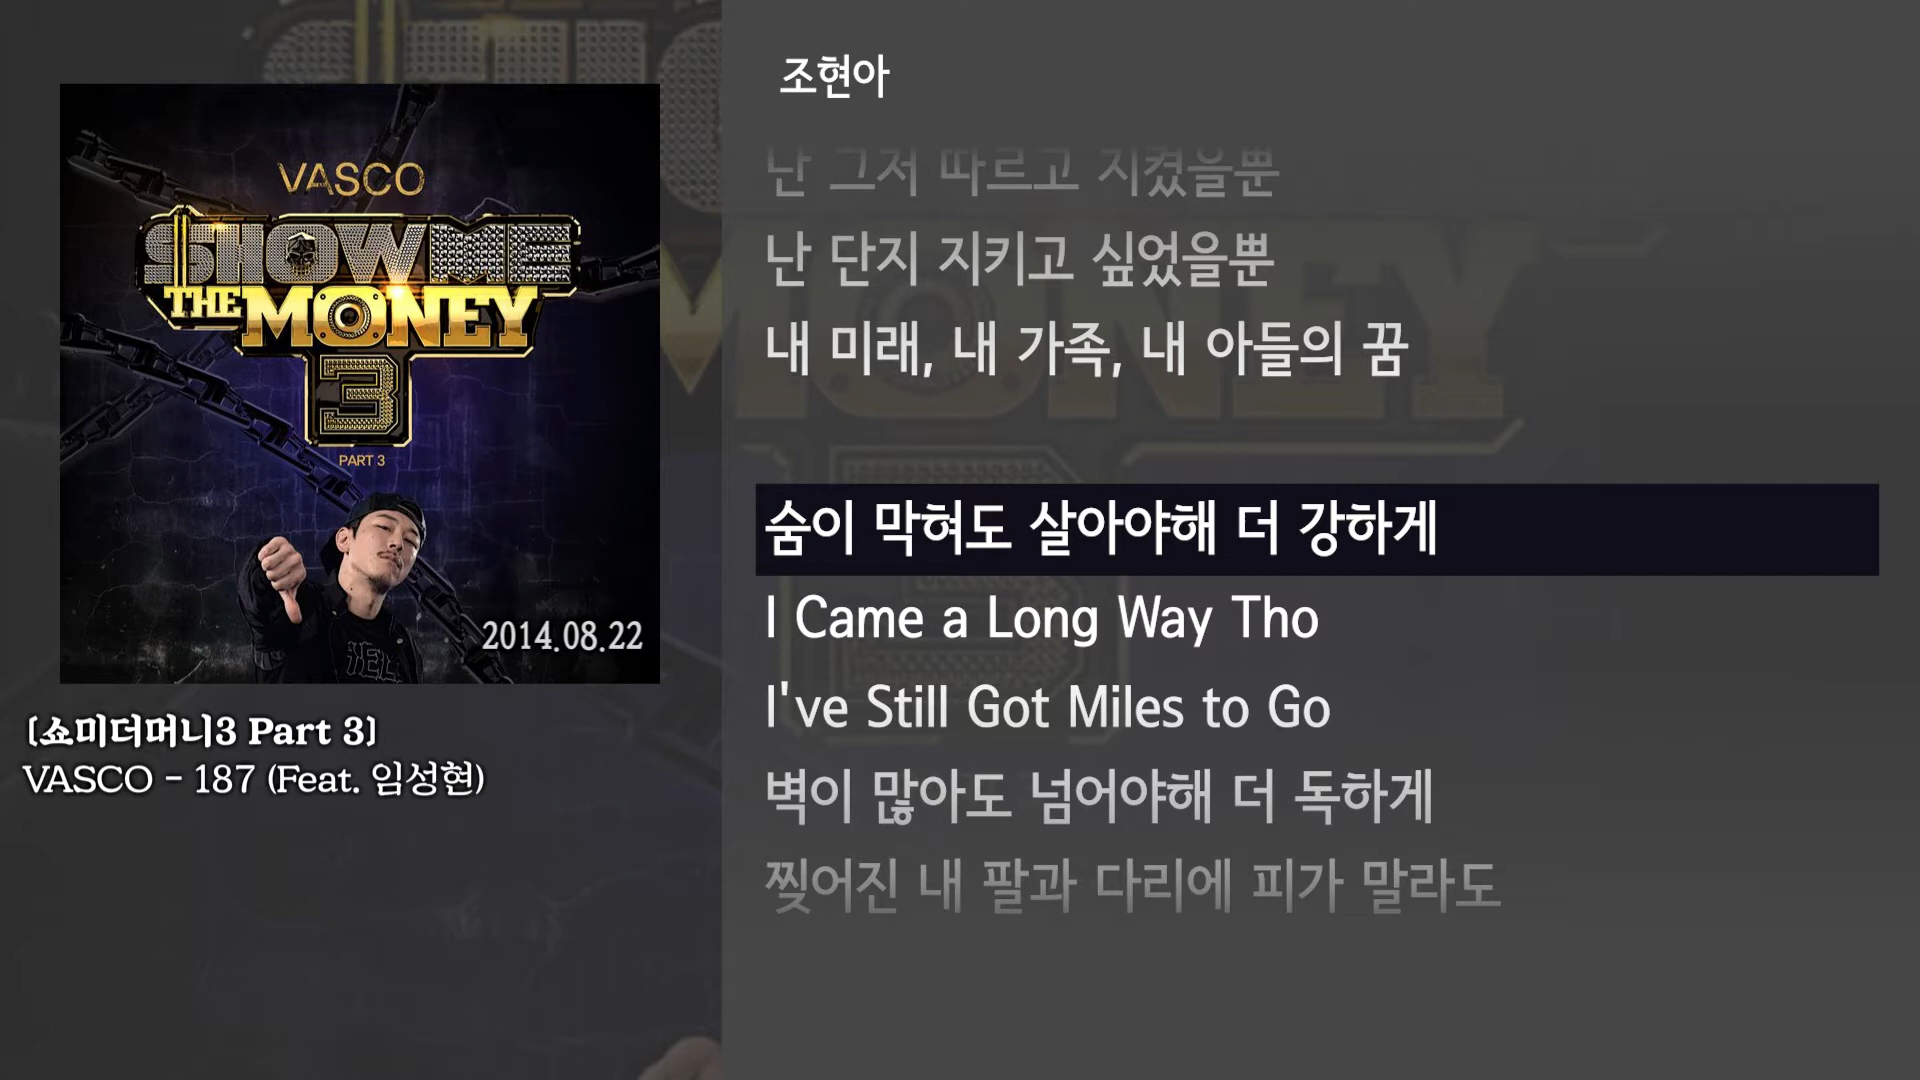 VASCO
SHOW ME
THE MONEY
3
PART 3
2014.08.22
[쇼미더머니3 Part 3]
VASCO - 187 (Feat. 임성현)
조현아
난 그저 따르고 지켰을뿐
난 단지 지키고 싶었을뿐
내 미래, 내 가족, 내 아들의 꿈
숨이 막혀도 살아야해 더 강하게
I Came a Long Way Tho
I've Still Got Miles to Go
벽이 많아도 넘어야해 더 독하게
찢어진 내 팔과 다리에 피가 말라도